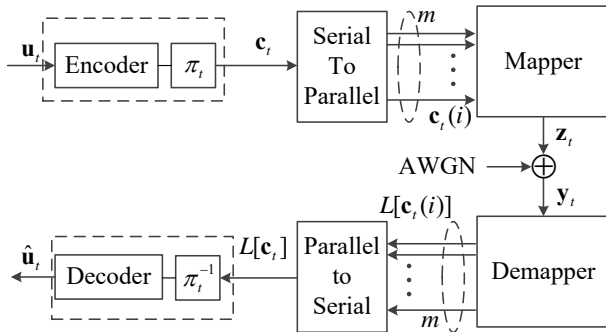 u_t
Encoder
π_t
c_t
Serial
To
Parallel
m
⋮
c_t(i)
Mapper
z_t
AWGN
y_t
û_t
Decoder
π_t^{-1}
L[c_t]
Parallel
to
Serial
L[c_t(i)]
⋮
m
Demapper